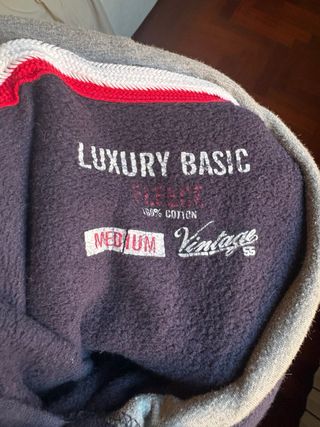 LUXURY BASIC
FLEECE
100% COTTON
MEDIUM
Vintage
55